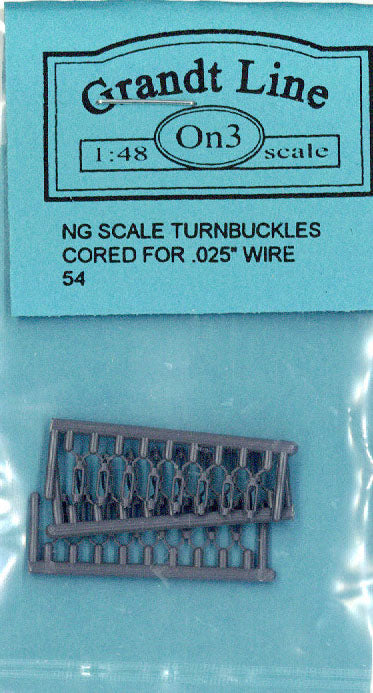 Grandt Line
On3
1:48 scale
NG SCALE TURNBUCKLES
CORED FOR .025" WIRE
54